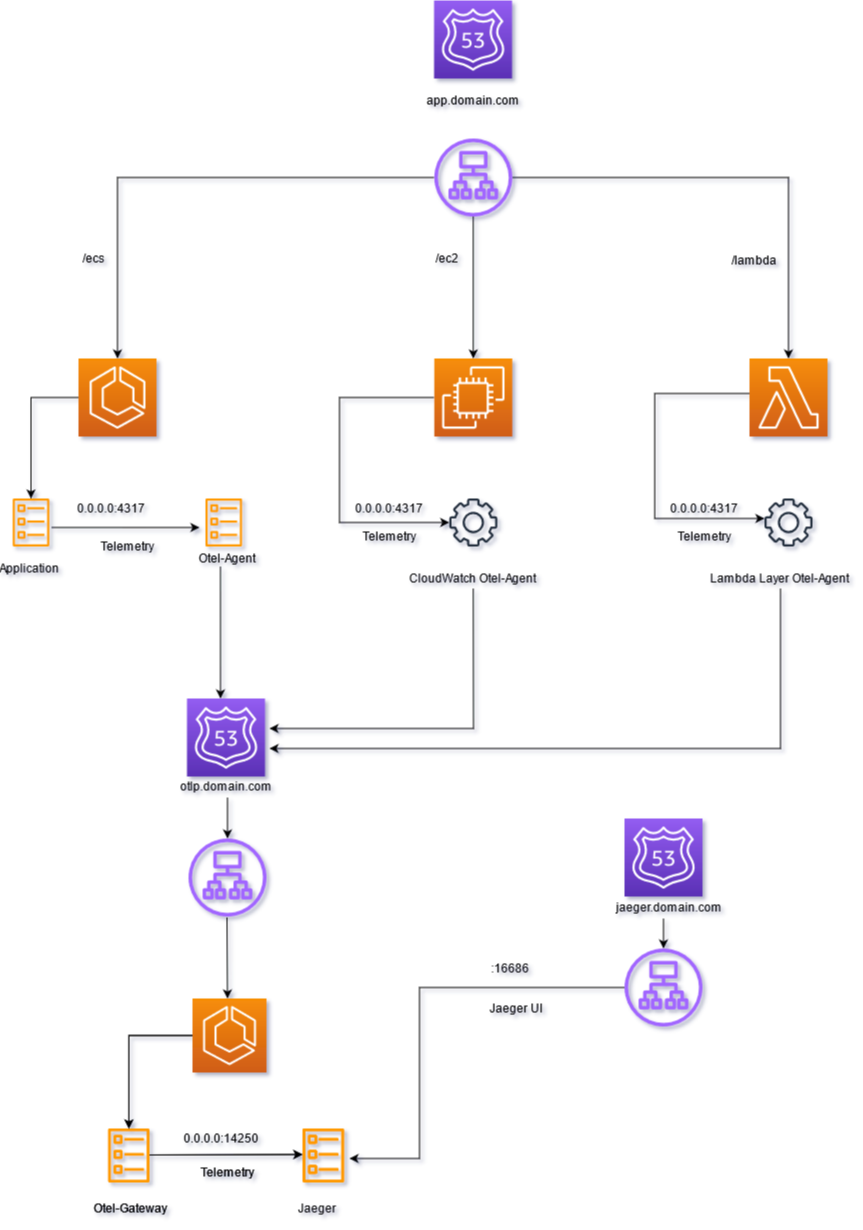 53
app.domain.com
/ecs
/ec2
/lambda
0.0.0.0:4317
Telemetry
Application
Otel-Agent
0.0.0.0:4317
Telemetry
CloudWatch Otel-Agent
0.0.0.0:4317
Telemetry
Lambda Layer Otel-Agent
53
otlp.domain.com
53
jaeger.domain.com
:16686
Jaeger UI
0.0.0.0:14250
Telemetry
Otel-Gateway
Jaeger